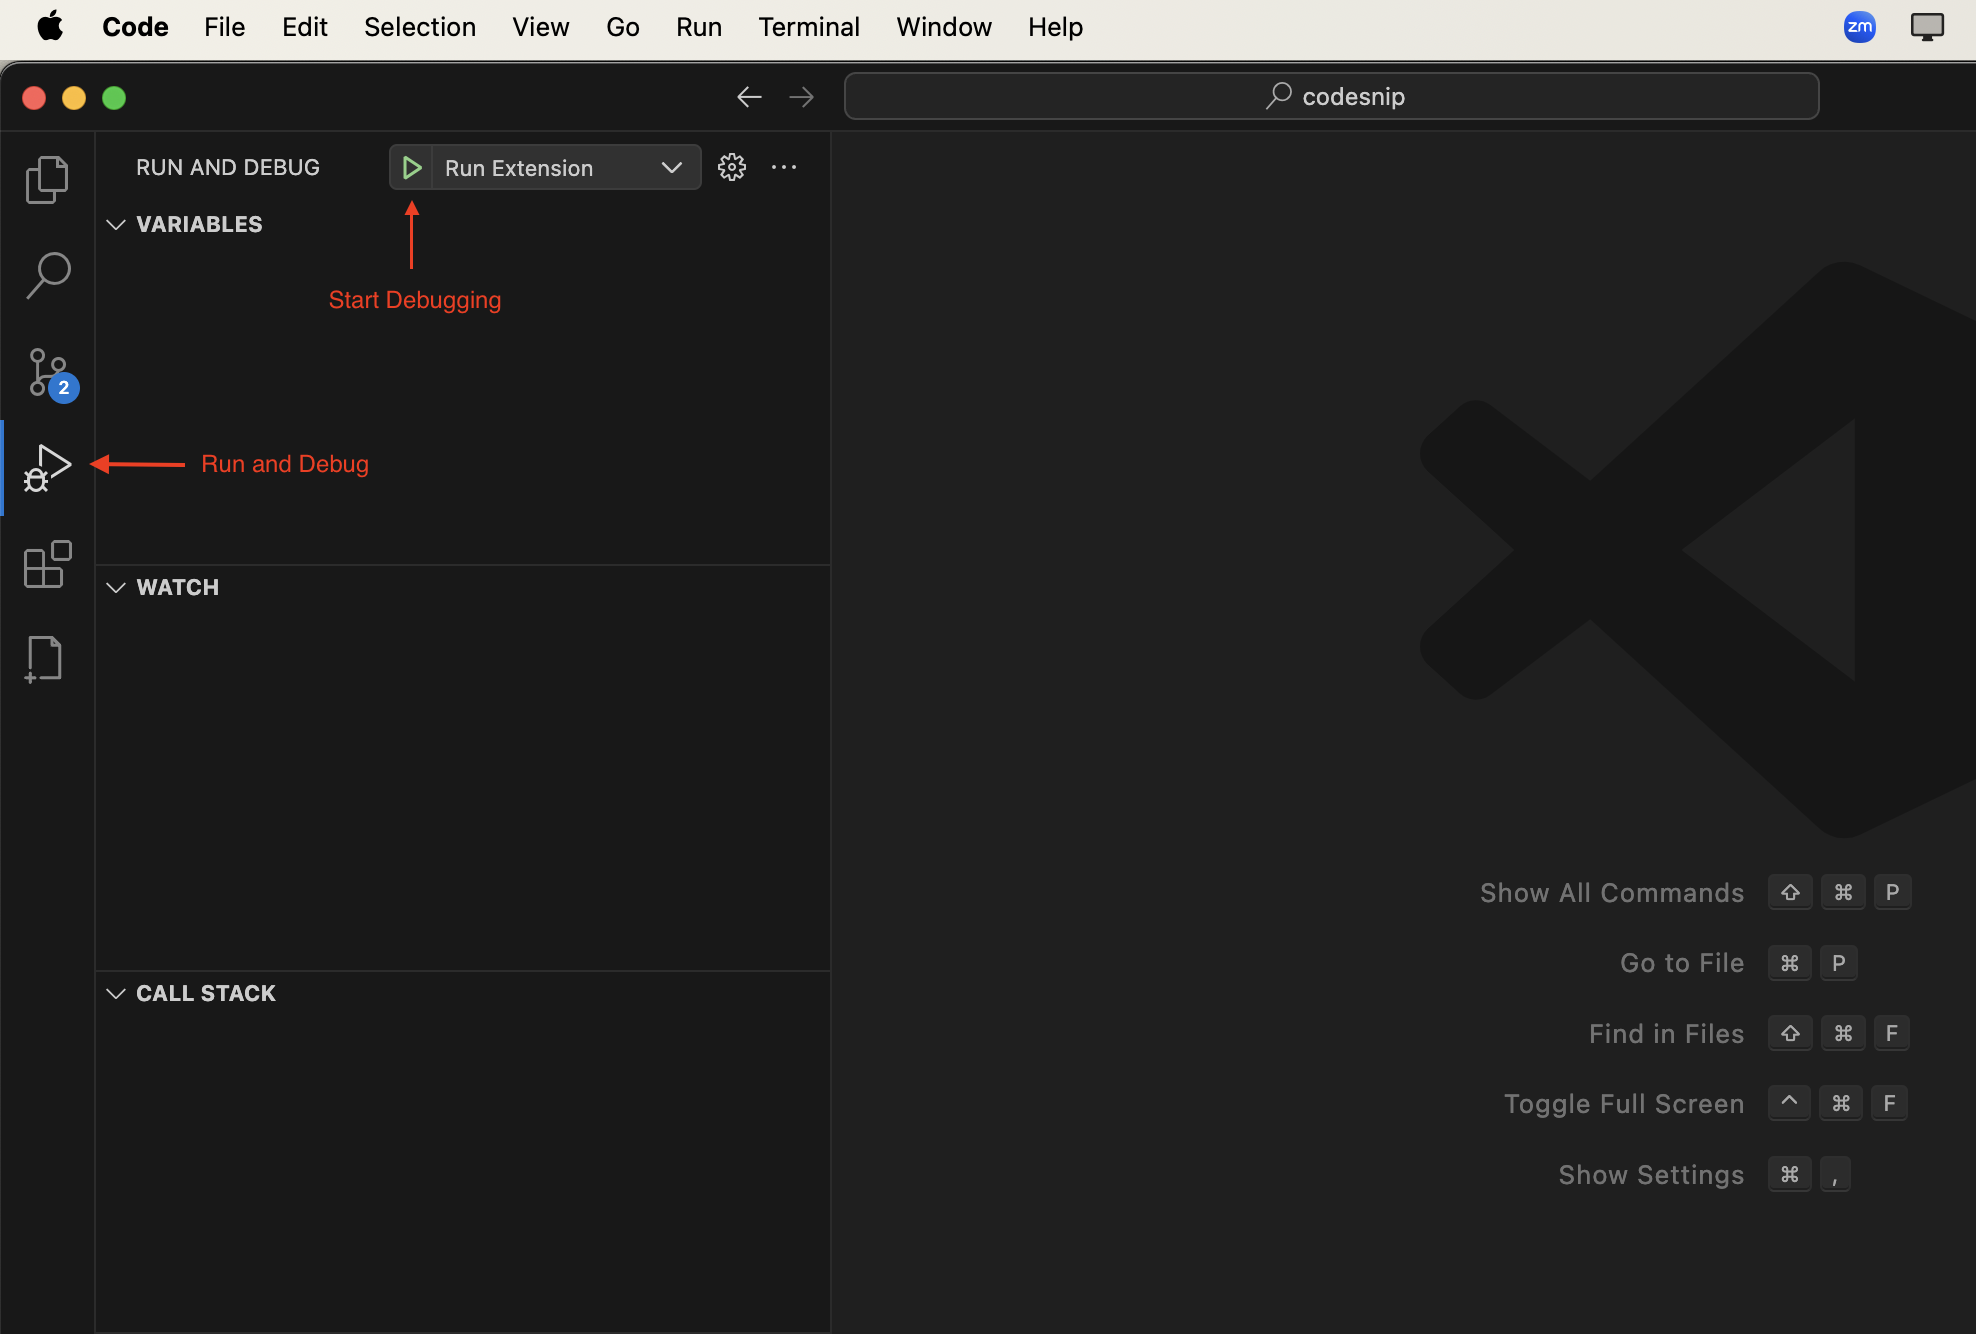 Code File Edit Selection View Go Run Terminal Window Help zm
codesnip
RUN AND DEBUG Run Extension
VARIABLES
Start Debugging
2
Run and Debug
WATCH
Show All Commands ⇧ ⌘ P
Go to File ⌘ P
CALL STACK
Find in Files ⇧ ⌘ F
Toggle Full Screen ^ ⌘ F
Show Settings ⌘ ,